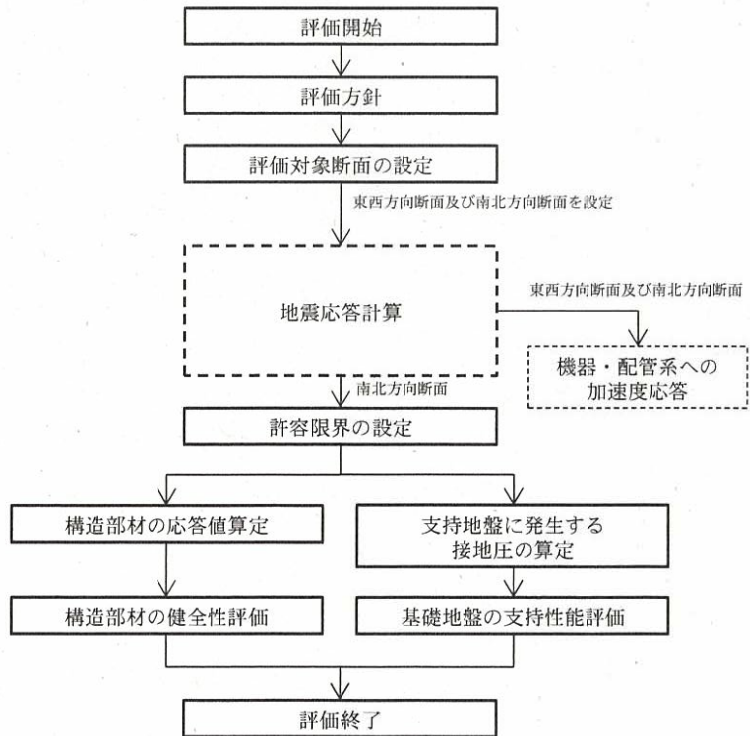 評価開始
評価方針
評価対象断面の設定
東西方向断面及び南北方向断面を設定
地震応答計算
東西方向断面及び南北方向断面
機器・配管系への
加速度応答
南北方向断面
許容限界の設定
構造部材の応答値算定
支持地盤に発生する
接地圧の算定
構造部材の健全性評価
基礎地盤の支持性能評価
評価終了